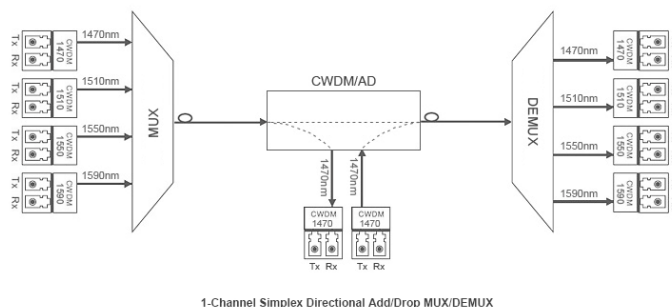 Tx
Rx
CWDM
1470
1470nm
Tx
Rx
CWDM
1510
1510nm
Tx
Rx
CWDM
1550
1550nm
Tx
Rx
CWDM
1590
1590nm
MUX
CWDM/AD
1470nm
1470nm
CWDM
1470
Tx Rx
CWDM
1470
Tx Rx
DEMUX
1470nm
CWDM
1470
1510nm
CWDM
1510
1550nm
CWDM
1550
1590nm
CWDM
1590
1-Channel Simplex Directional Add/Drop MUX/DEMUX